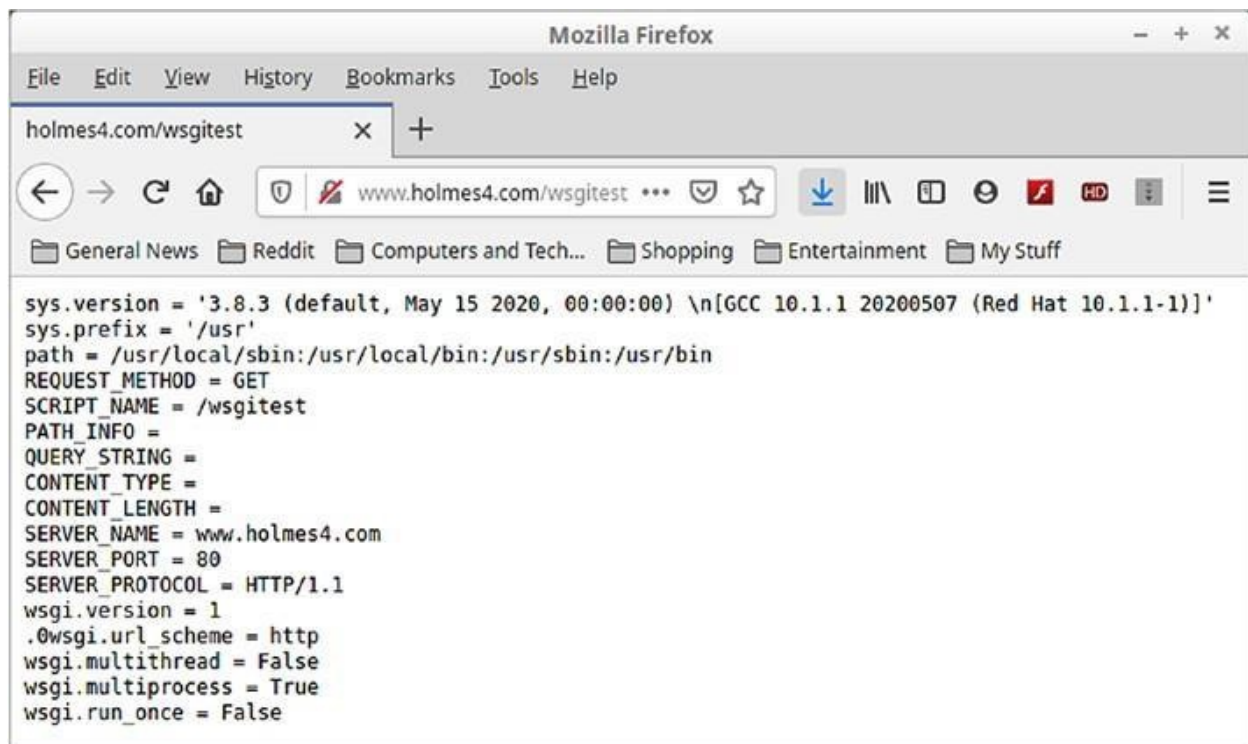 Mozilla Firefox
File Edit View History Bookmarks Tools Help
holmes4.com/wsgitest
www.holmes4.com/wsgitest
HD
General News Reddit Computers and Tech... Shopping Entertainment My Stuff
sys.version = '3.8.3 (default, May 15 2020, 00:00:00) \n[GCC 10.1.1 20200507 (Red Hat 10.1.1-1)]'
sys.prefix = '/usr'
path = /usr/local/sbin:/usr/local/bin:/usr/sbin:/usr/bin
REQUEST_METHOD = GET
SCRIPT_NAME = /wsgitest
PATH_INFO =
QUERY_STRING =
CONTENT_TYPE =
CONTENT_LENGTH =
SERVER_NAME = www.holmes4.com
SERVER_PORT = 80
SERVER_PROTOCOL = HTTP/1.1
wsgi.version = 1
.0wsgi.url_scheme = http
wsgi.multithread = False
wsgi.multiprocess = True
wsgi.run_once = False